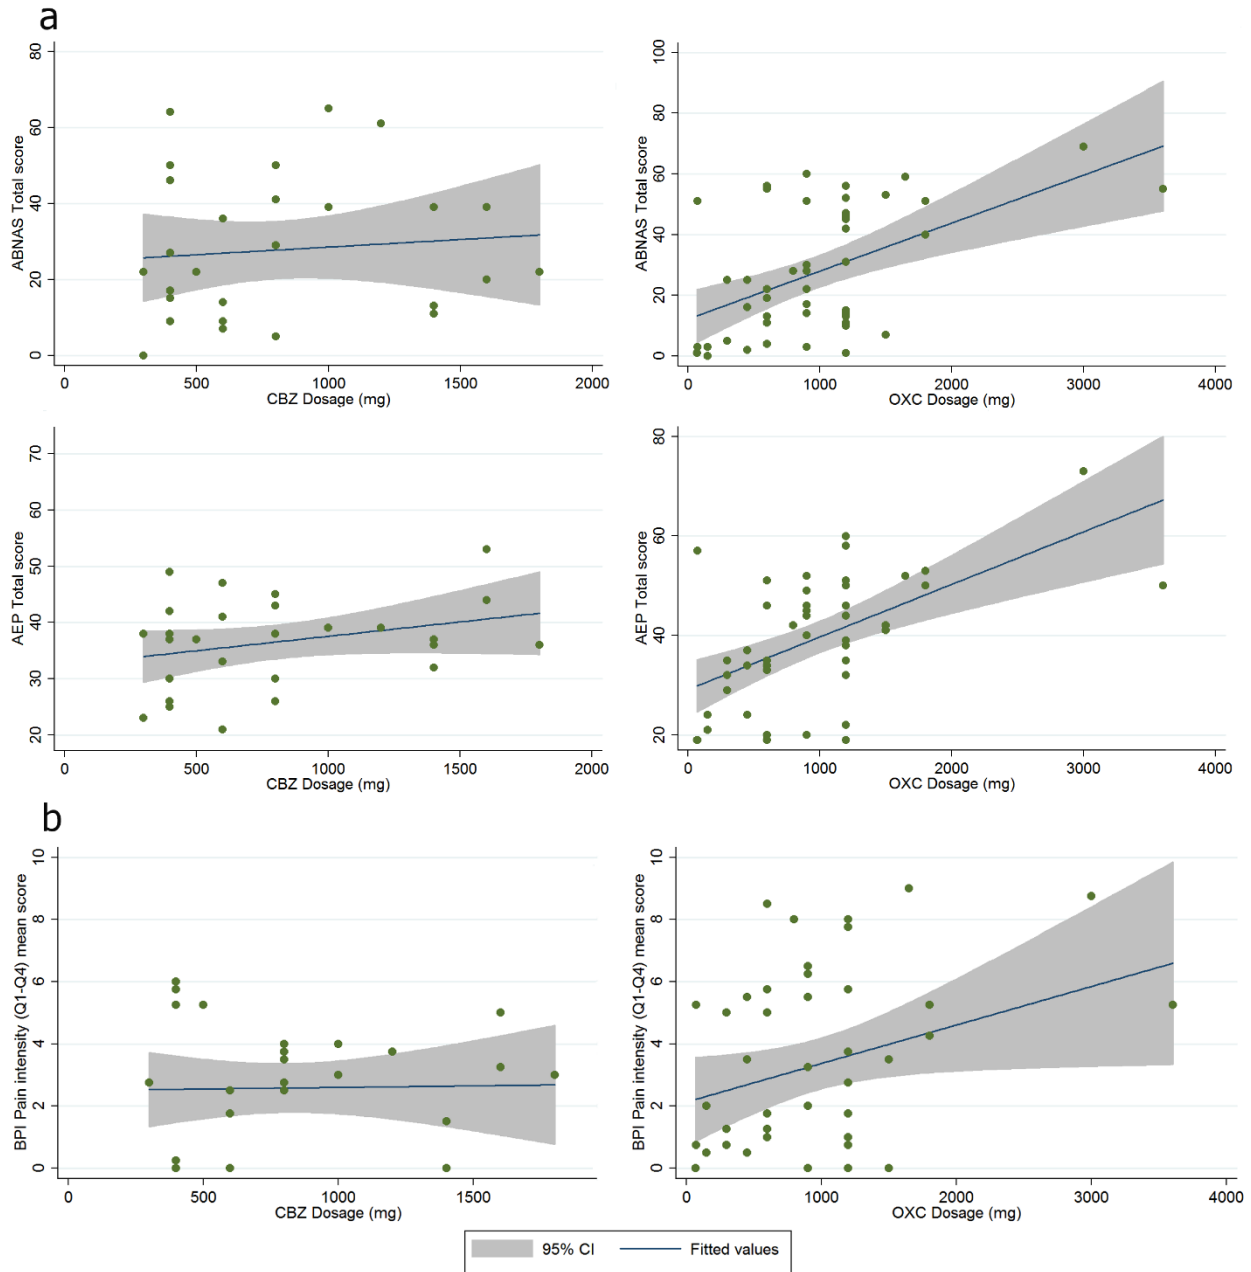 a
80
60
40
20
0
ABNAS Total score
0 500 1000 1500 2000
CBZ Dosage (mg)
100
80
60
40
20
0
ABNAS Total score
0 1000 2000 3000 4000
OXC Dosage (mg)
70
60
50
40
30
20
AEP Total score
0 500 1000 1500 2000
CBZ Dosage (mg)
80
60
40
20
AEP Total score
0 1000 2000 3000 4000
OXC Dosage (mg)
b
10
8
6
4
2
0
BPI Pain intensity (Q1-Q4) mean score
0 500 1000 1500
CBZ Dosage (mg)
10
8
6
4
2
0
BPI Pain intensity (Q1-Q4) mean score
0 1000 2000 3000 4000
OXC Dosage (mg)
95% CI Fitted values